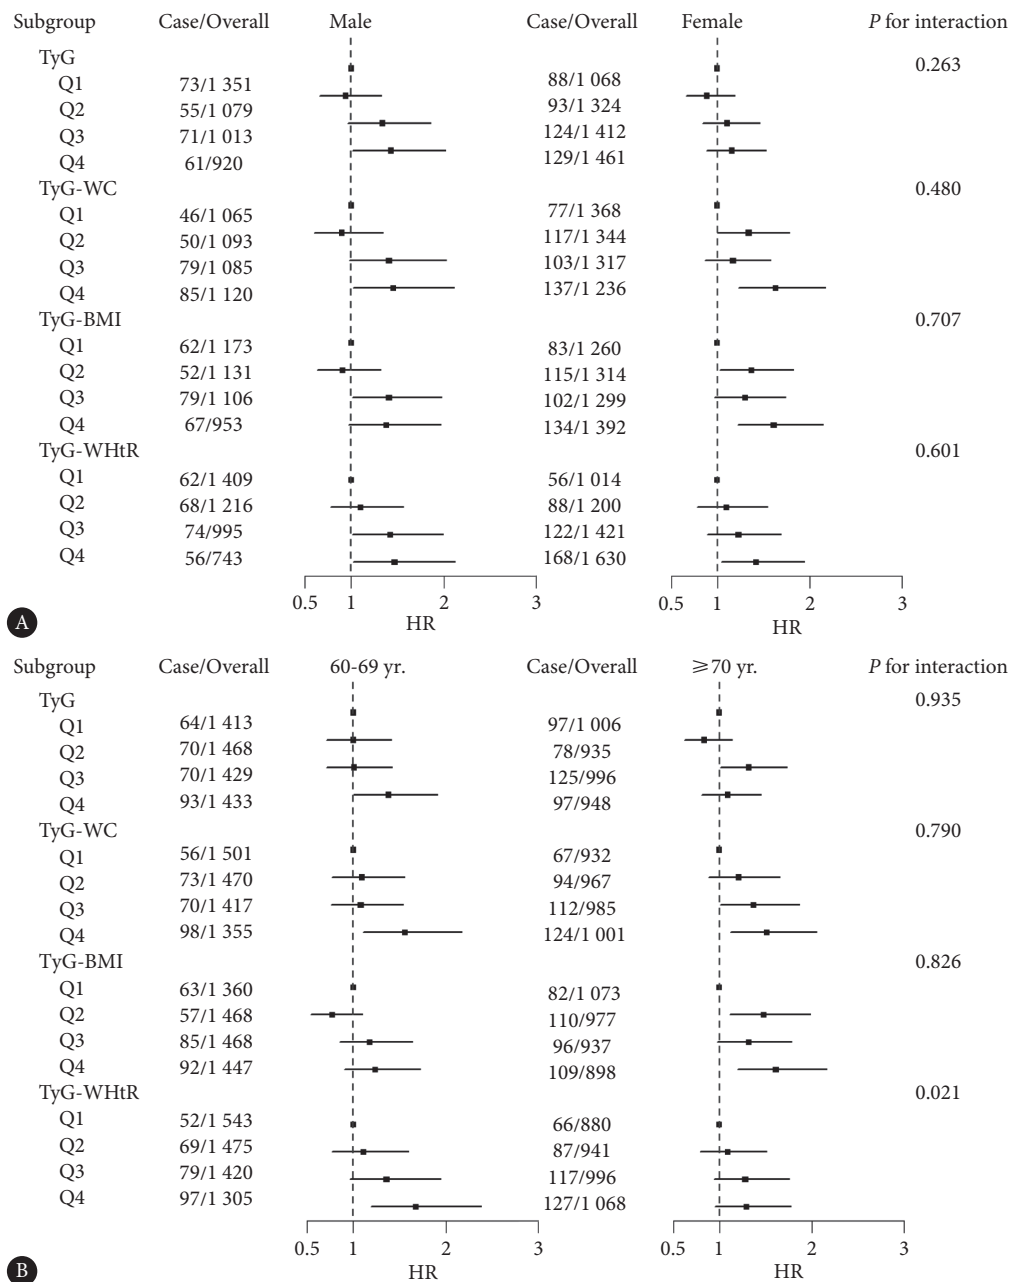 Subgroup Case/Overall Male Case/Overall Female P for interaction
TyG 0.263
Q1 73/1 351 88/1 068
Q2 55/1 079 93/1 324
Q3 71/1 013 124/1 412
Q4 61/920 129/1 461
TyG-WC 0.480
Q1 46/1 065 77/1 368
Q2 50/1 093 117/1 344
Q3 79/1 085 103/1 317
Q4 85/1 120 137/1 236
TyG-BMI 0.707
Q1 62/1 173 83/1 260
Q2 52/1 131 115/1 314
Q3 79/1 106 102/1 299
Q4 67/953 134/1 392
TyG-WHtR 0.601
Q1 62/1 409 56/1 014
Q2 68/1 216 88/1 200
Q3 74/995 122/1 421
Q4 56/743 168/1 630
0.5 1 2 3 0.5 1 2 3
A HR HR
Subgroup Case/Overall 60-69 yr. Case/Overall ⩾70 yr. P for interaction
TyG 0.935
Q1 64/1 413 97/1 006
Q2 70/1 468 78/935
Q3 70/1 429 125/996
Q4 93/1 433 97/948
TyG-WC 0.790
Q1 56/1 501 67/932
Q2 73/1 470 94/967
Q3 70/1 417 112/985
Q4 98/1 355 124/1 001
TyG-BMI 0.826
Q1 63/1 360 82/1 073
Q2 57/1 468 110/977
Q3 85/1 468 96/937
Q4 92/1 447 109/898
TyG-WHtR 0.021
Q1 52/1 543 66/880
Q2 69/1 475 87/941
Q3 79/1 420 117/996
Q4 97/1 305 127/1 068
0.5 1 2 3 0.5 1 2 3
B HR HR